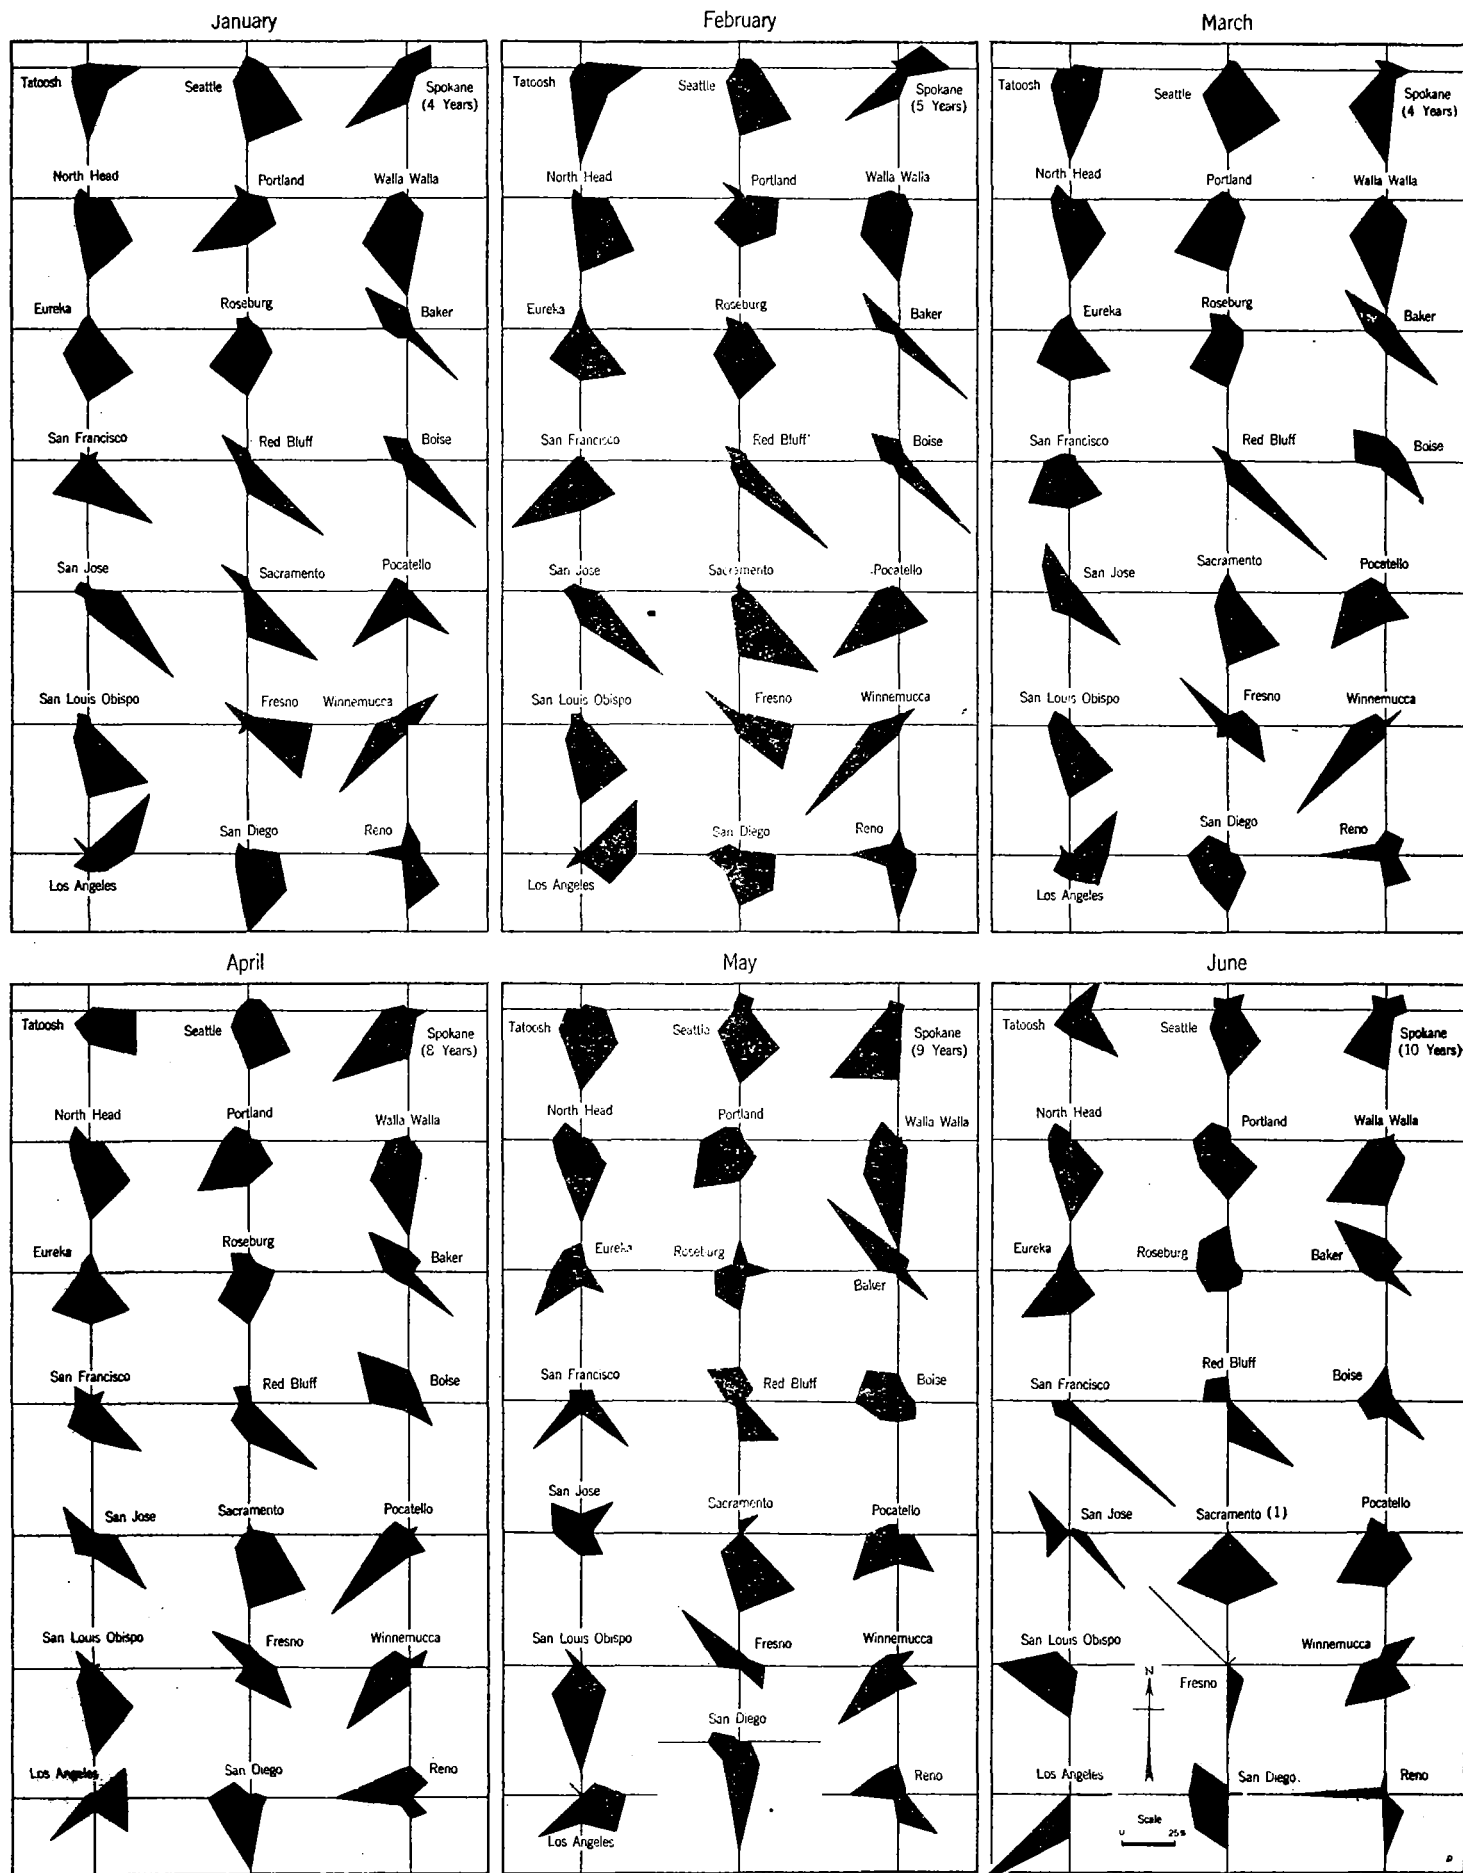 January
February
March
Tatoosh
Seattle
Spokane
(4 Years)
Tatoosh
Seattle
Spokane
(5 Years)
Tatoosh
Seattle
Spokane
(4 Years)
North Head
Portland
Walla Walla
North Head
Portland
Walla Walla
North Head
Portland
Walla Walla
Eureka
Roseburg
Baker
Eureka
Roseburg
Baker
Eureka
Roseburg
Baker
San Francisco
Red Bluff
Boise
San Francisco
Red Bluff
Boise
San Francisco
Red Bluff
Boise
San Jose
Sacramento
Pocatello
San Jose
Sacramento
Pocatello
San Jose
Sacramento
Pocatello
San Louis Obispo
Fresno
Winnemucca
San Louis Obispo
Fresno
Winnemucca
San Louis Obispo
Fresno
Winnemucca
Los Angeles
San Diego
Reno
Los Angeles
San Diego
Reno
Los Angeles
San Diego
Reno
April
May
June
Tatoosh
Seattle
Spokane
(8 Years)
Tatoosh
Seattle
Spokane
(9 Years)
Tatoosh
Seattle
Spokane
(10 Years)
North Head
Portland
Walla Walla
North Head
Portland
Walla Walla
North Head
Portland
Walla Walla
Eureka
Roseburg
Baker
Eureka
Roseburg
Baker
Eureka
Roseburg
Baker
San Francisco
Red Bluff
Boise
San Francisco
Red Bluff
Boise
San Francisco
Red Bluff
Boise
San Jose
Sacramento
Pocatello
San Jose
Sacramento
Pocatello
San Jose
Sacramento (1)
Pocatello
San Louis Obispo
Fresno
Winnemucca
San Louis Obispo
Fresno
Winnemucca
San Louis Obispo
Fresno
Winnemucca
N
Los Angeles
San Diego
Reno
Los Angeles
San Diego
Reno
Los Angeles
San Diego
Reno
Scale
0 25%